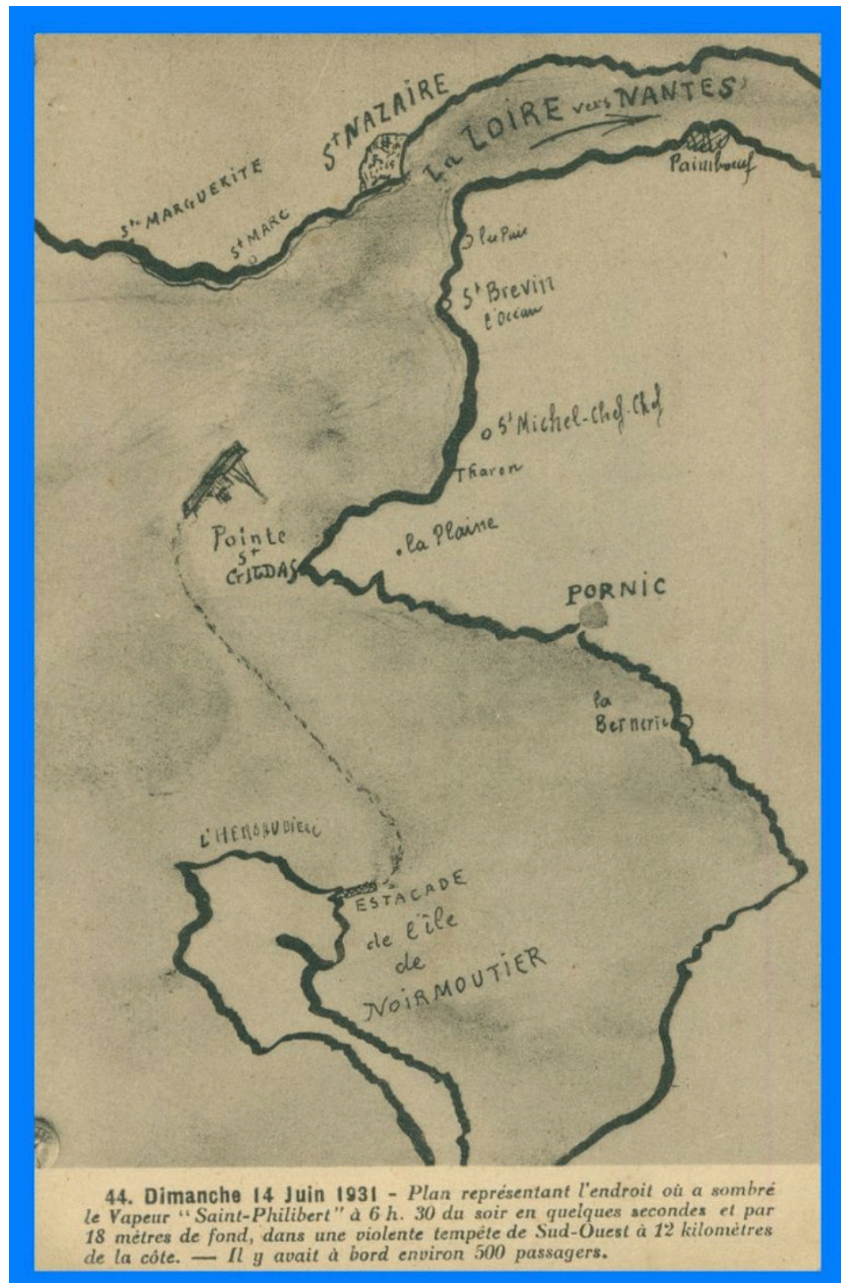 St NAZAIRE
La LOIRE vers NANTES
Paimboeuf
Ste MARGUERITE
St MARC
les Pins
St Brevin
l'Océan
St Michel-Chef-Chef
Tharon
Pointe
St
GILDAS
la Plaine
PORNIC
la
Bernerie
L'HERBAUDIERE
ESTACADE
de l'île
de
NOIRMOUTIER
44. Dimanche 14 Juin 1931 - Plan représentant l'endroit où a sombré
le Vapeur "Saint-Philibert" à 6 h. 30 du soir en quelques secondes et par
18 mètres de fond, dans une violente tempête de Sud-Ouest à 12 kilomètres
de la côte. — Il y avait à bord environ 500 passagers.